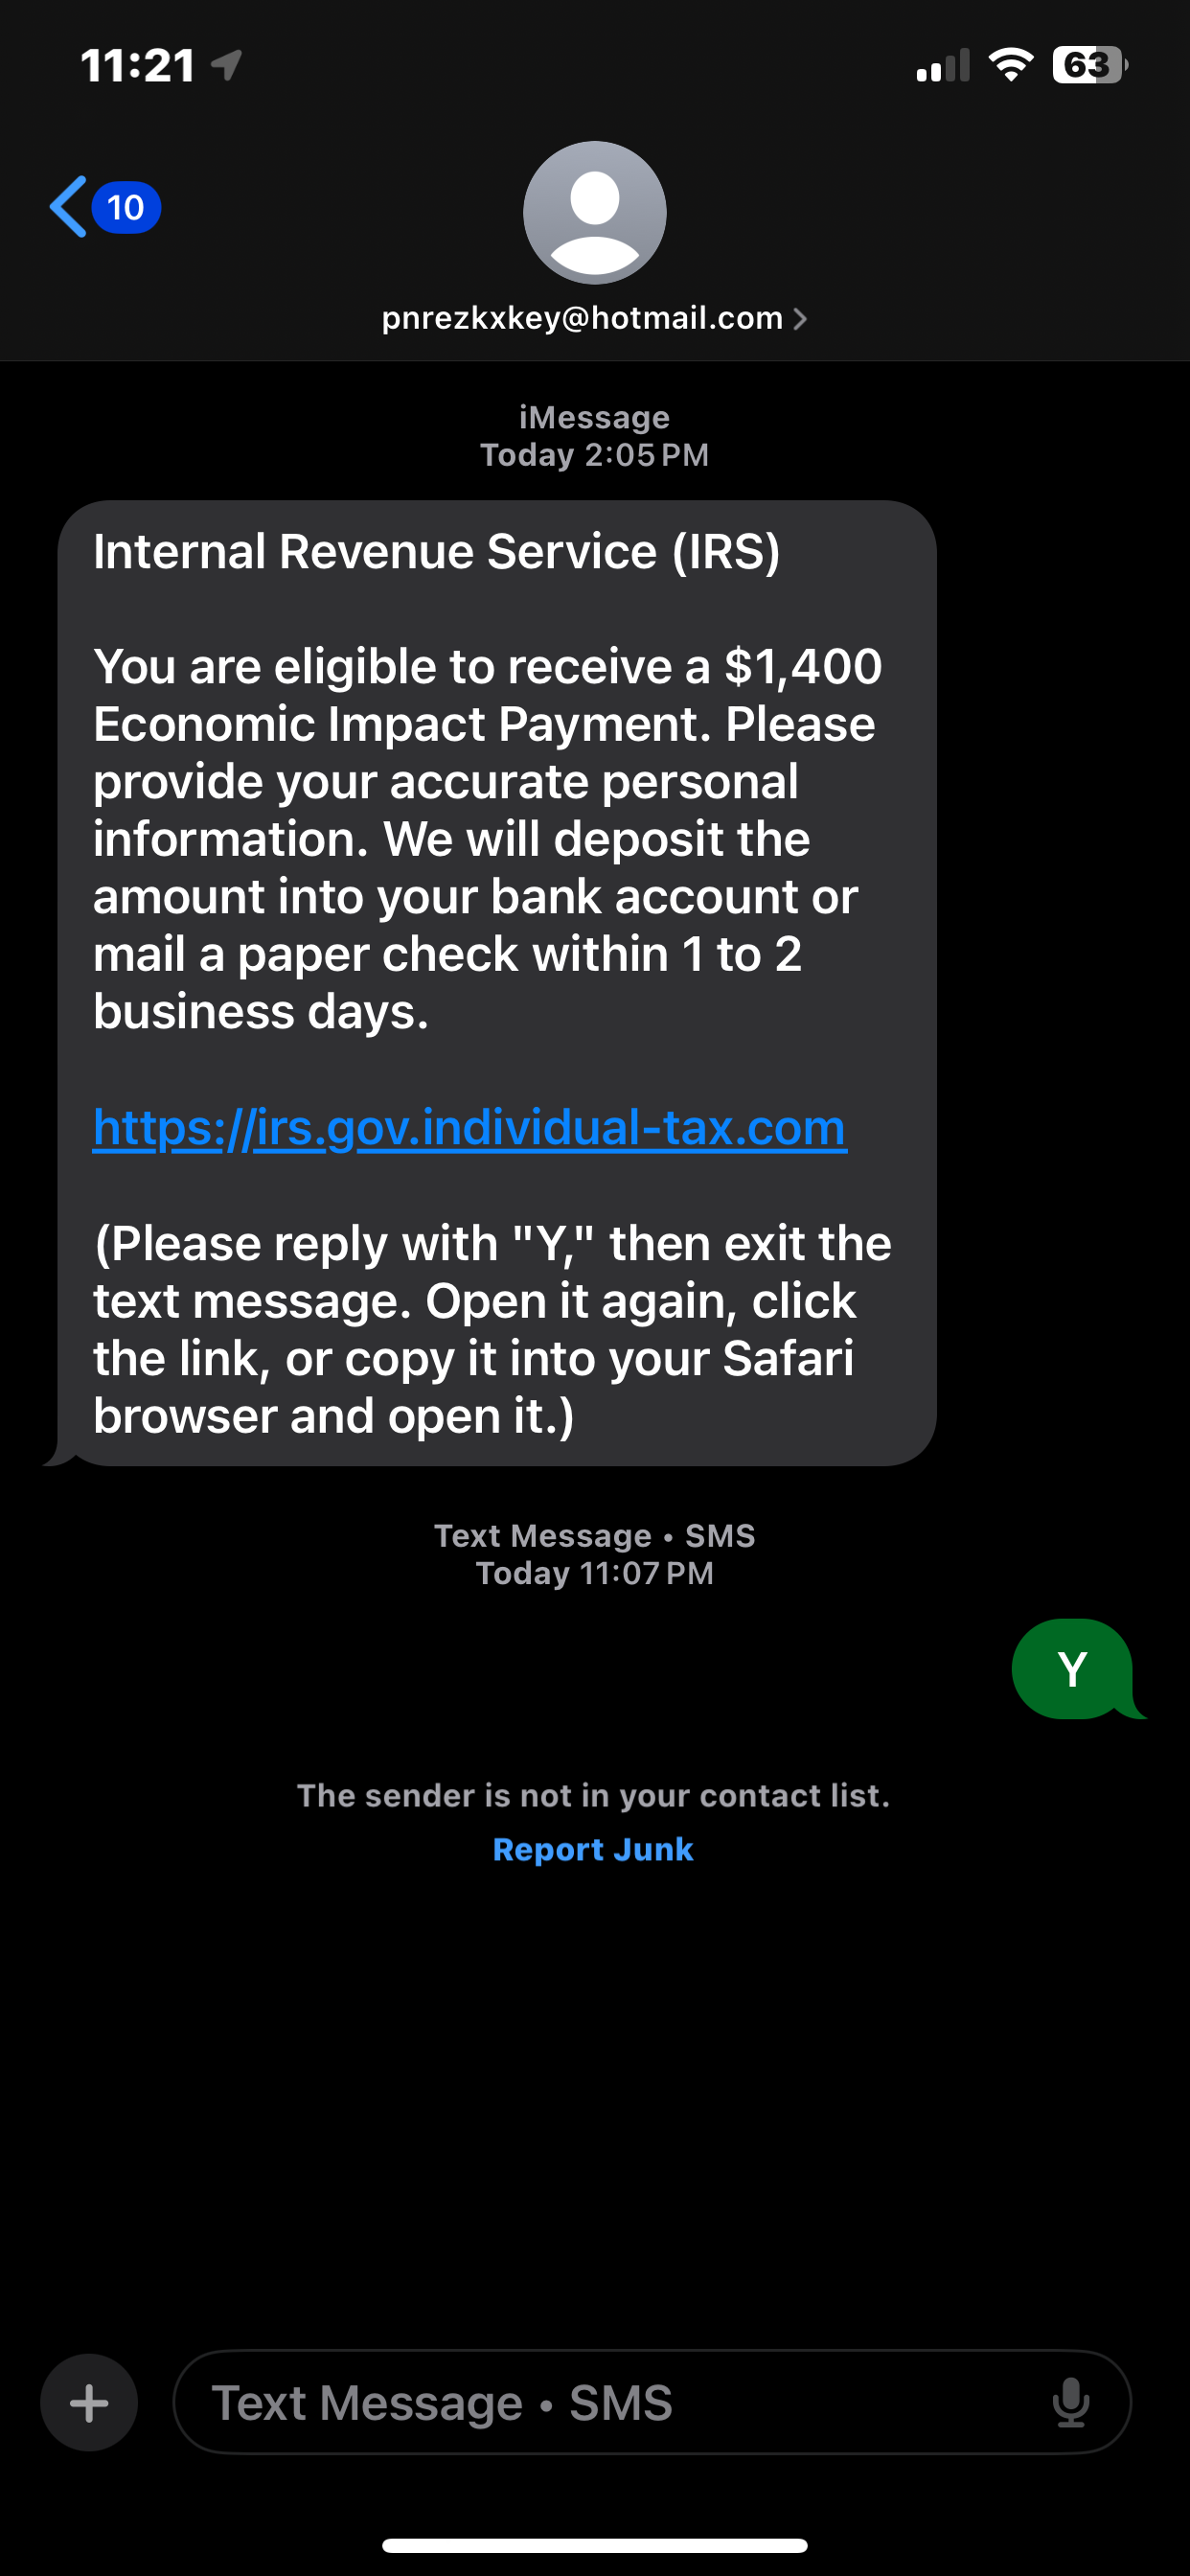 11:21
63
10
pnrezkxkey@hotmail.com
iMessage
Today 2:05 PM
Internal Revenue Service (IRS)
You are eligible to receive a $1,400
Economic Impact Payment. Please
provide your accurate personal
information. We will deposit the
amount into your bank account or
mail a paper check within 1 to 2
business days.
https://irs.gov.individual-tax.com
(Please reply with "Y," then exit the
text message. Open it again, click
the link, or copy it into your Safari
browser and open it.)
Text Message • SMS
Today 11:07 PM
Y
The sender is not in your contact list.
Report Junk
Text Message • SMS